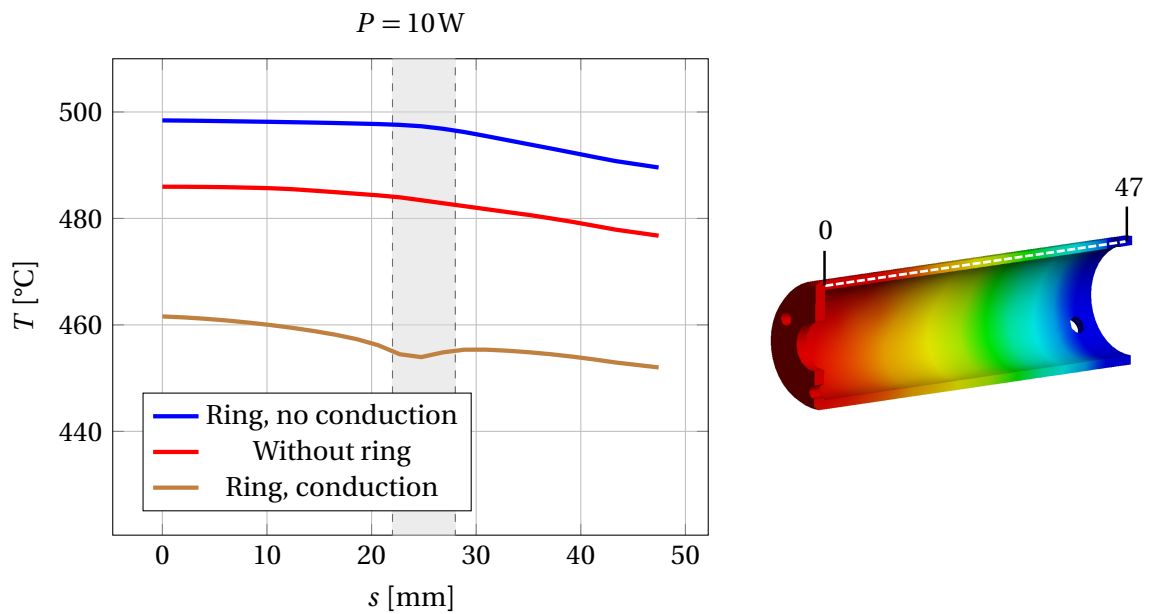 P = 10W
500
480
460
440
T [°C]
Ring, no conduction
Without ring
Ring, conduction
0 10 20 30 40 50
s [mm]
0
47